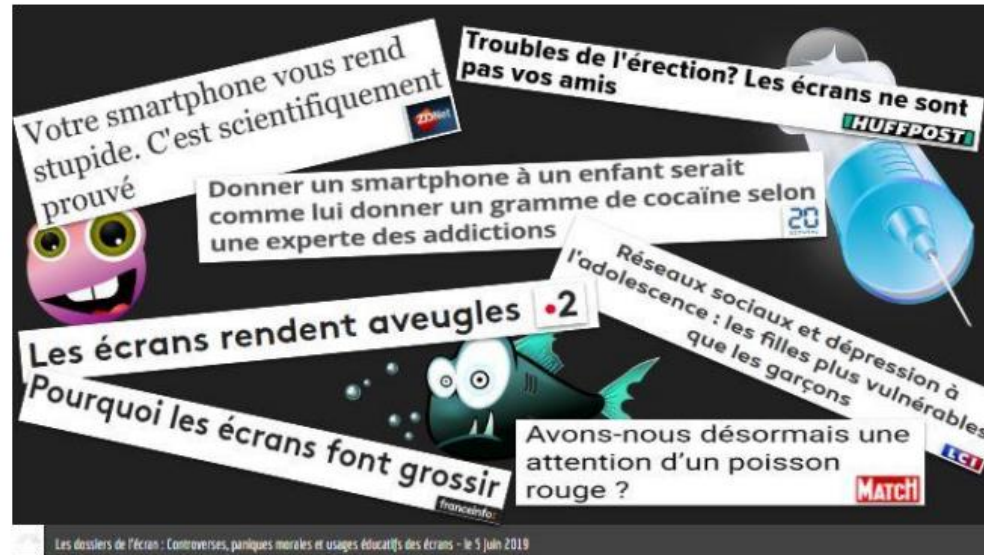 Votre smartphone vous rend
stupide. C'est scientifiquement
prouvé
ZDNet
Troubles de l'érection? Les écrans ne sont
pas vos amis
HUFFPOST
Donner un smartphone à un enfant serait
comme lui donner un gramme de cocaïne selon
une experte des addictions
20
Réseaux sociaux et dépression à
l'adolescence : les filles plus vulnérables
que les garçons
LCI
Les écrans rendent aveugles
2
Pourquoi les écrans font grossir
franceinfo:
Avons-nous désormais une
attention d'un poisson
rouge ?
MATCH
Les dossiers de l'écran : Controverses, paniques morales et usages éducatifs des écrans - le 5 juin 2019